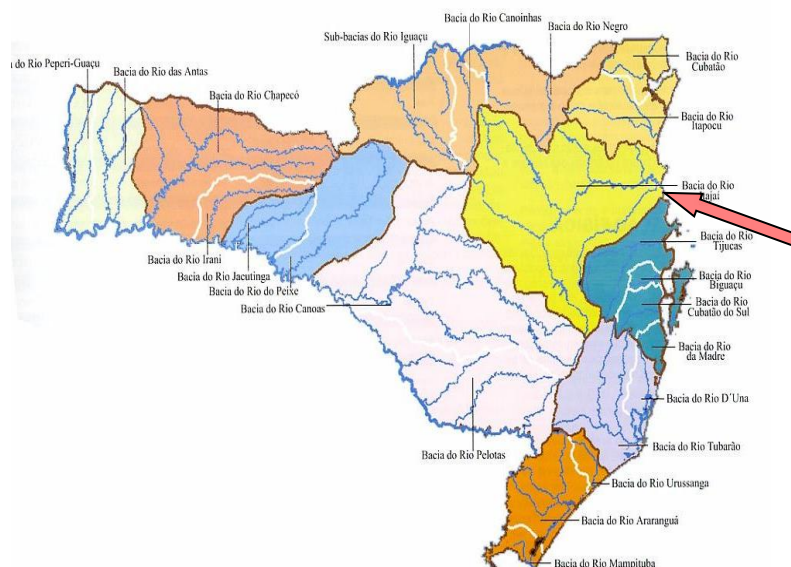 Bacia do Rio Canoinhas
Sub-bacias do Rio Iguaçu
Bacia do Rio Negro
Bacia do Rio
Cubatão
do Rio Peperi-Guaçu
Bacia do Rio das Antas
Bacia do Rio Chapecó
Bacia do Rio
Itapocu
Bacia do Rio
Itajaí
Bacia do Rio
Tijucas
Bacia do Rio Irani
Bacia do Rio Jacutinga
Bacia do Rio do Peixe
Bacia do Rio Canoas
Bacia do Rio
Biguaçu
Bacia do Rio
Cubatão do Sul
Bacia do Rio
da Madre
Bacia do Rio D'Una
Bacia do Rio Tubarão
Bacia do Rio Pelotas
Bacia do Rio Urussanga
Bacia do Rio Araranguá
Bacia do Rio Mampituba